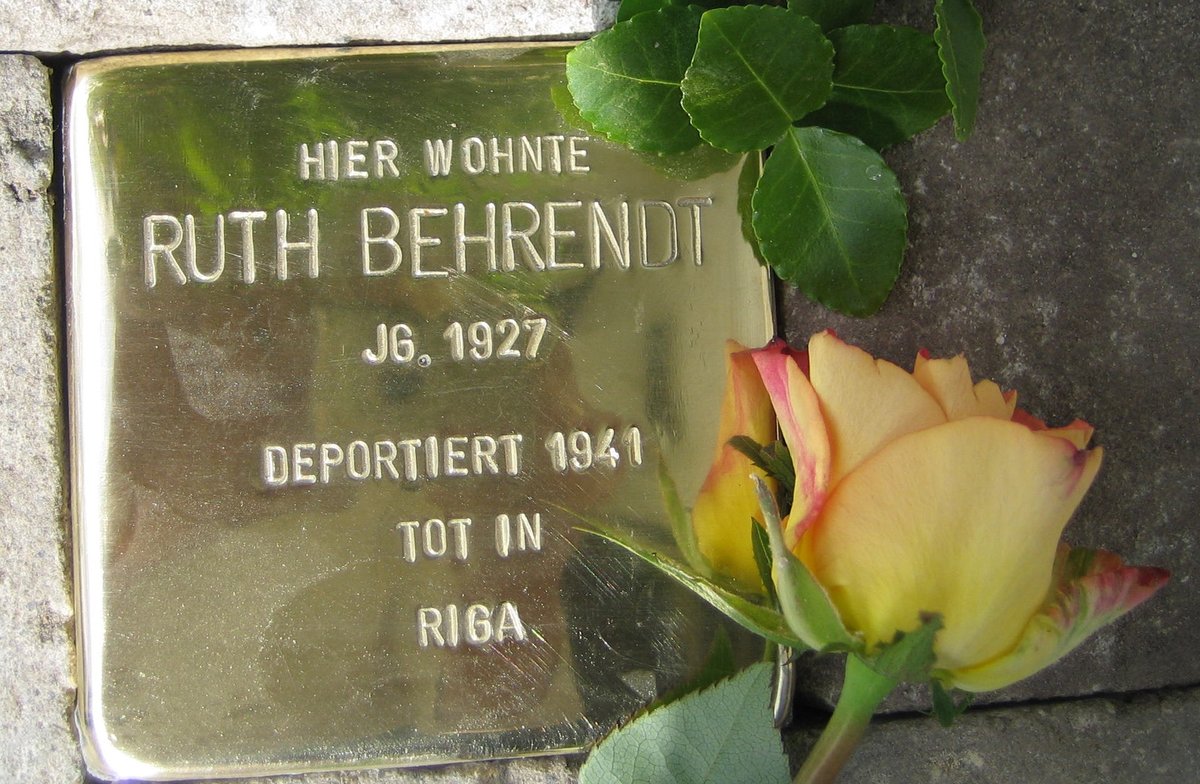 HIER WOHNTE
RUTH BEHRENDT
JG. 1927
DEPORTIERT 1941
TOT IN
RIGA